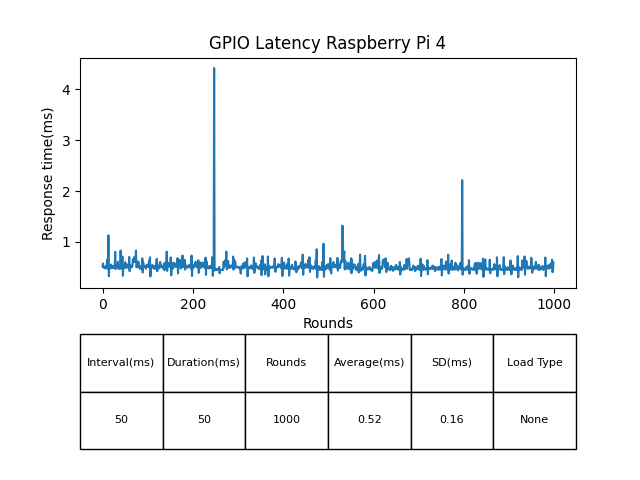 GPIO Latency Raspberry Pi 4
Response time(ms)
4
3
2
1
0 200 400 600 800 1000
Rounds
Interval(ms) Duration(ms) Rounds Average(ms) SD(ms) Load Type
50 50 1000 0.52 0.16 None